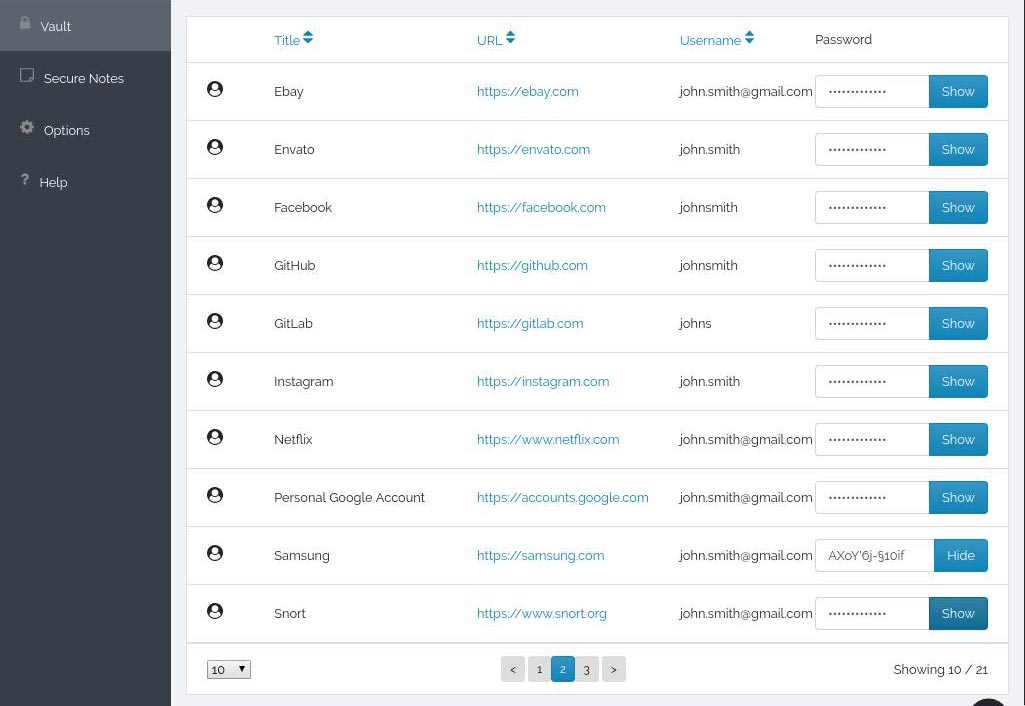 Vault
Secure Notes
Options
Help
Title URL Username Password
Ebay https://ebay.com john.smith@gmail.com ············· Show
Envato https://envato.com john.smith ············· Show
Facebook https://facebook.com johnsmith ············· Show
GitHub https://github.com johnsmith ············· Show
GitLab https://gitlab.com johns ············· Show
Instagram https://instagram.com john.smith ············· Show
Netflix https://www.netflix.com john.smith@gmail.com ············· Show
Personal Google Account https://accounts.google.com john.smith@gmail.com ············· Show
Samsung https://samsung.com john.smith@gmail.com AXoY'6j-§10if Hide
Snort https://www.snort.org john.smith@gmail.com ············· Show
10 < 1 2 3 > Showing 10 / 21